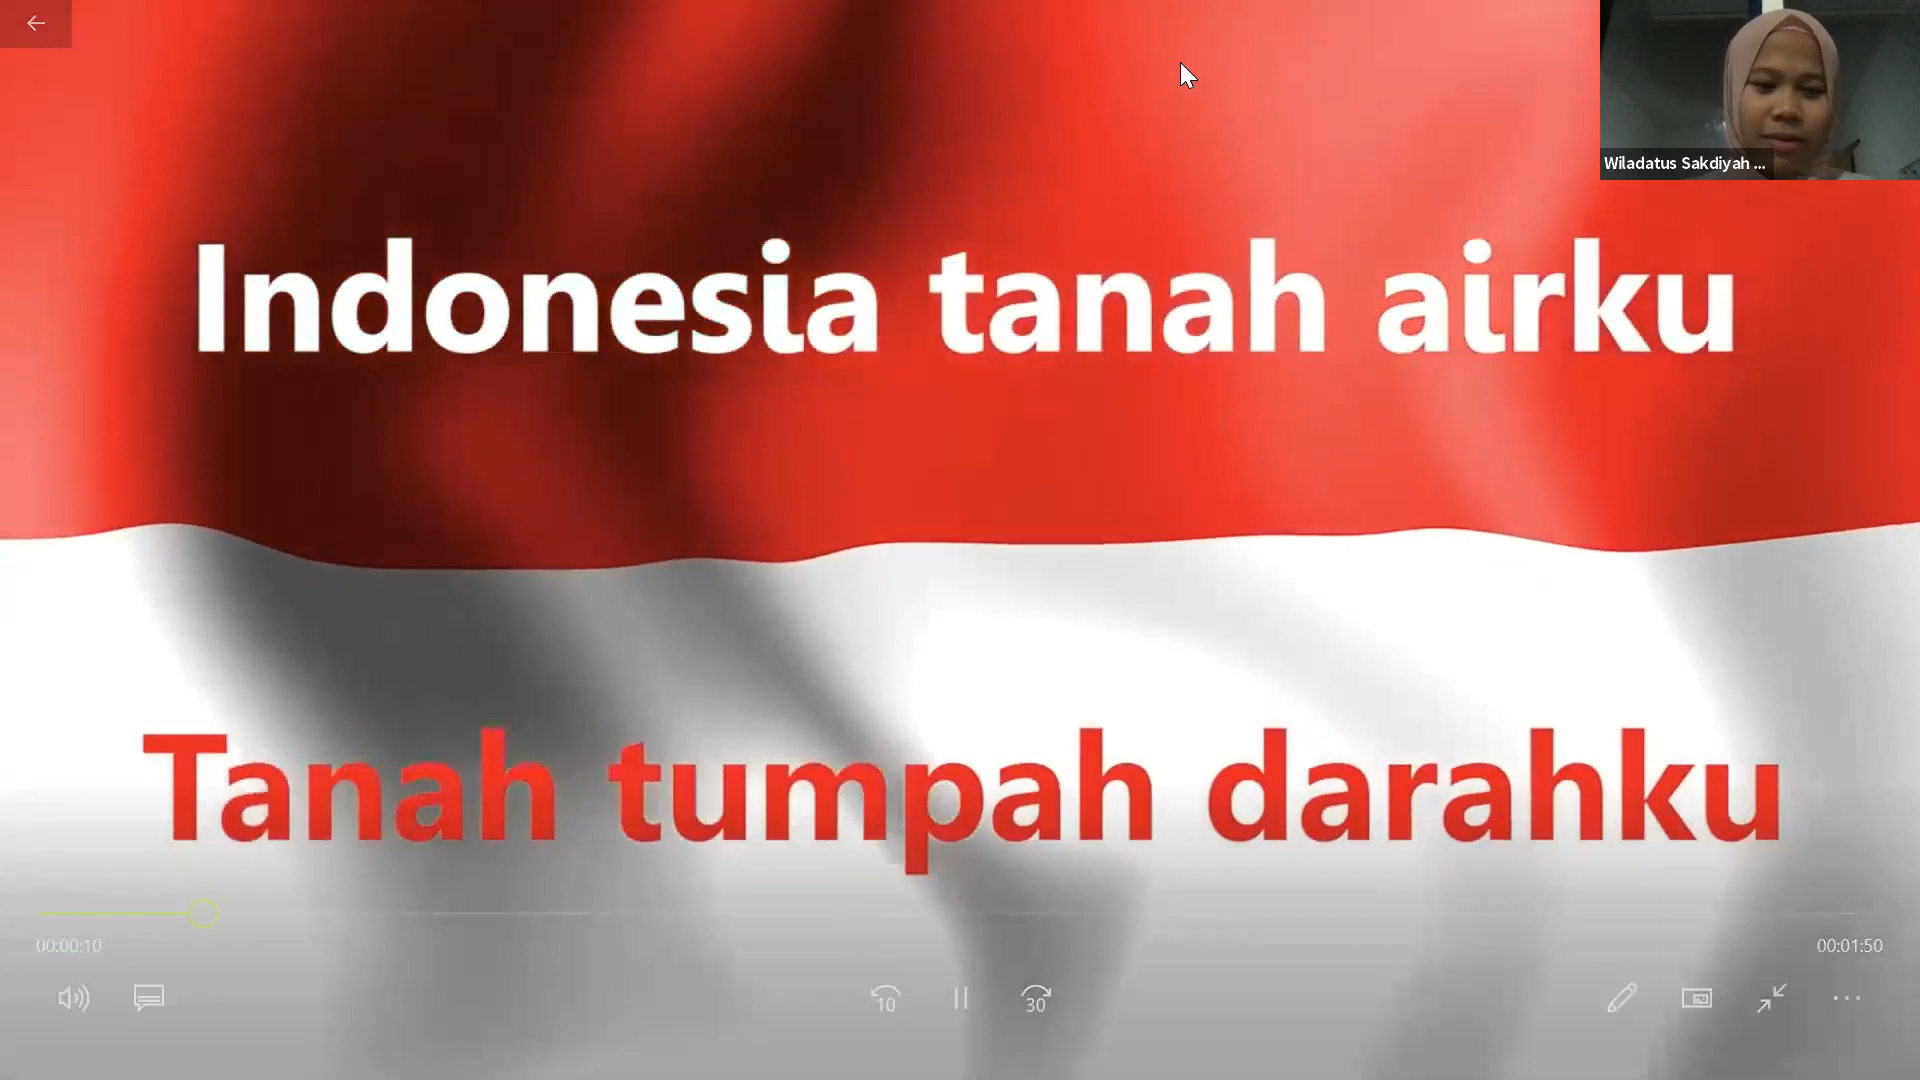 Wiladatus Sakdiyah ...
Indonesia tanah airku
Tanah tumpah darahku
00:00:10
00:01:50
10
30